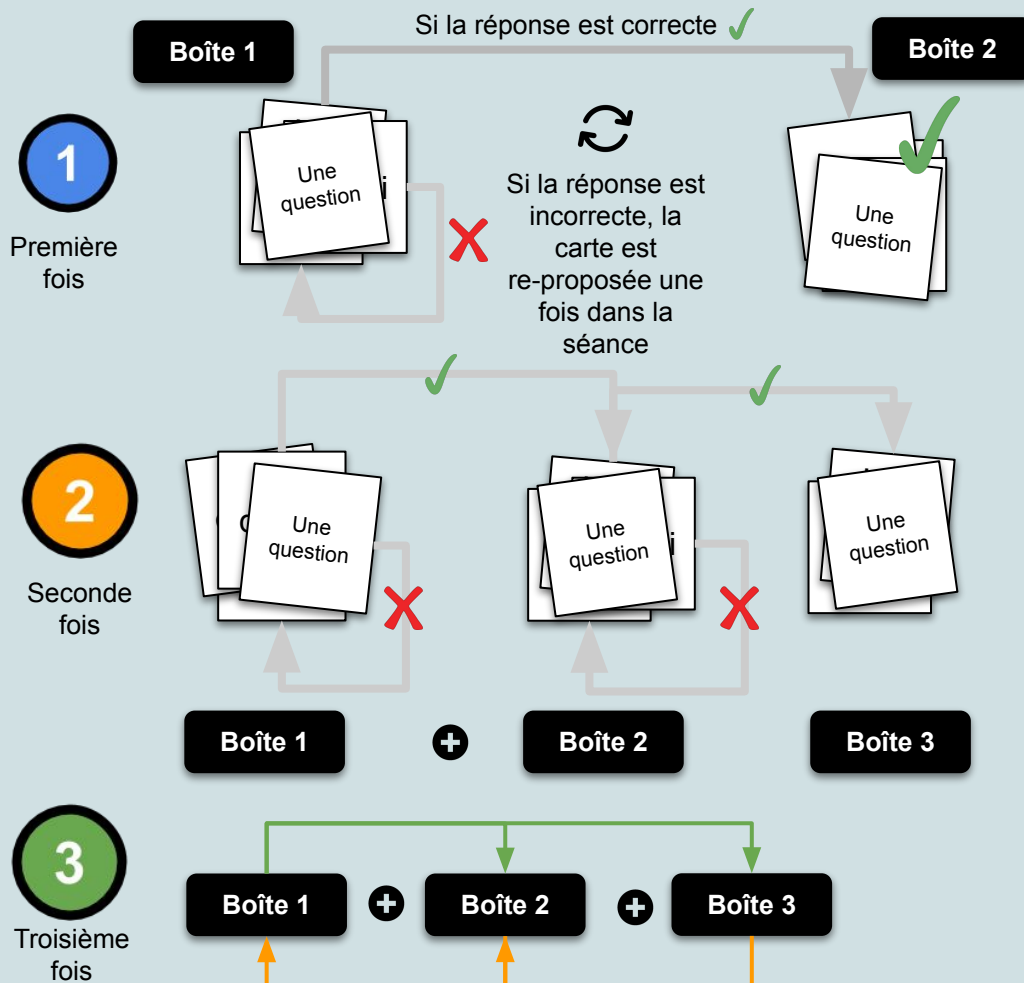 Si la réponse est correcte
Boîte 1
Boîte 2
1
Première
fois
Une
question
i
Si la réponse est
incorrecte, la
carte est
re-proposée une
fois dans la
séance
Une
question
2
Seconde
fois
Une
question
Une
question
i
Une
question
Boîte 1
Boîte 2
Boîte 3
3
Troisième
fois
Boîte 1
Boîte 2
Boîte 3